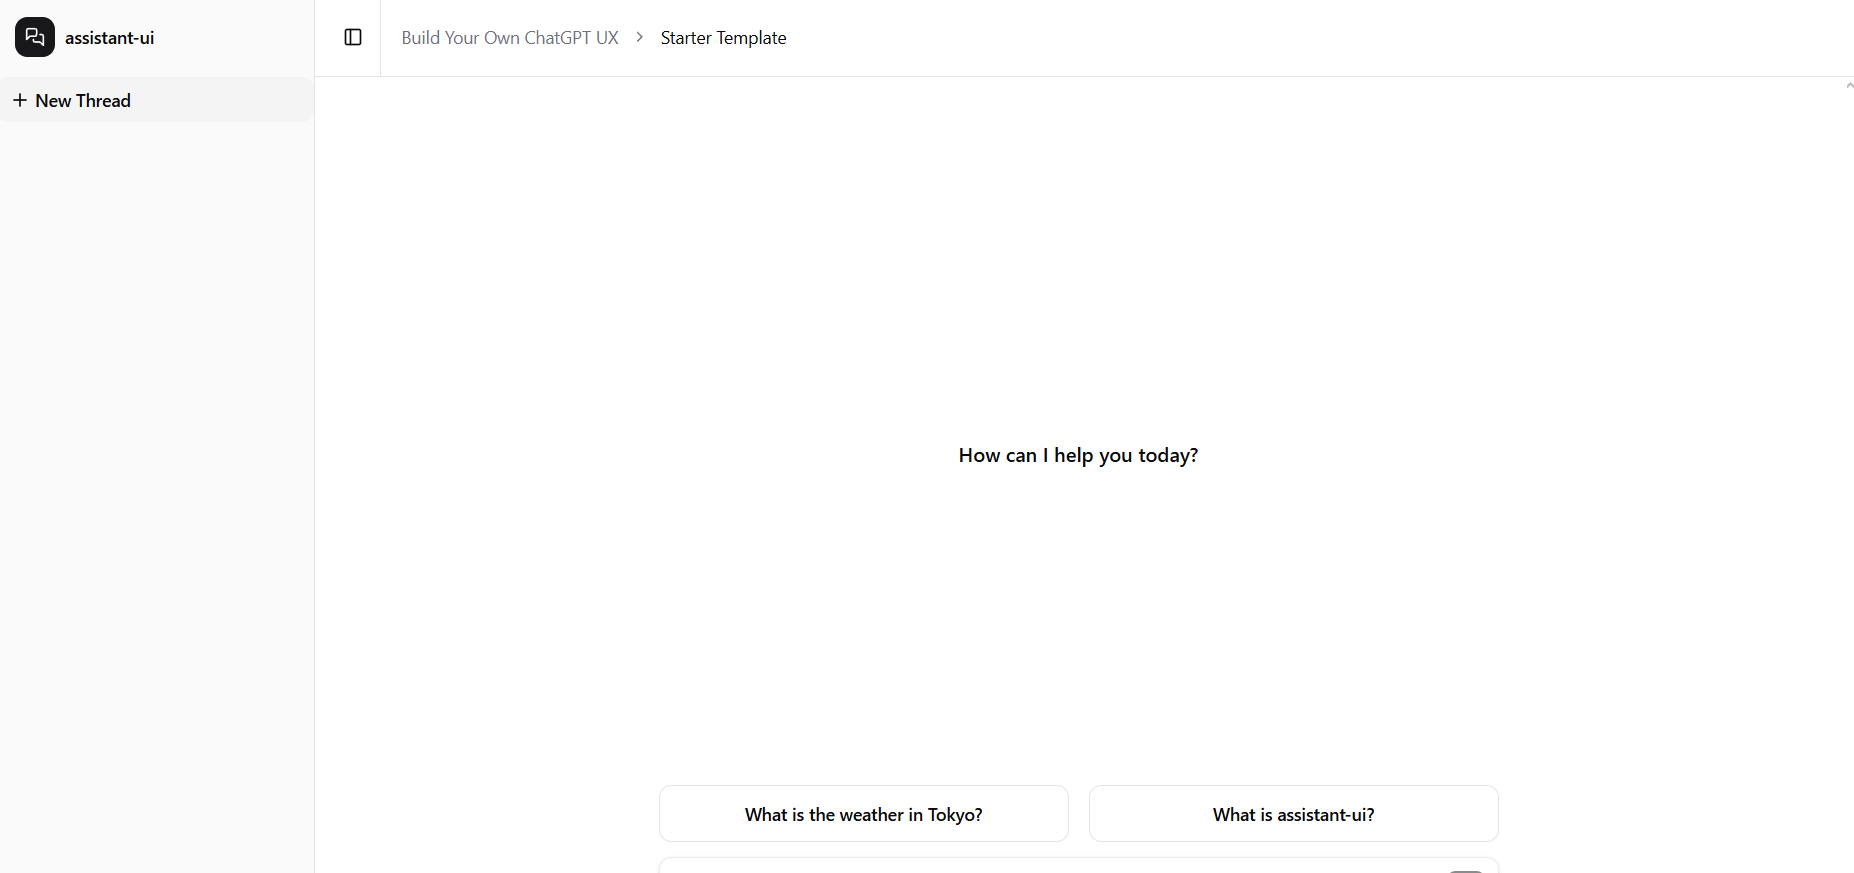 assistant-ui
Build Your Own ChatGPT UX > Starter Template
+ New Thread
How can I help you today?
What is the weather in Tokyo?
What is assistant-ui?